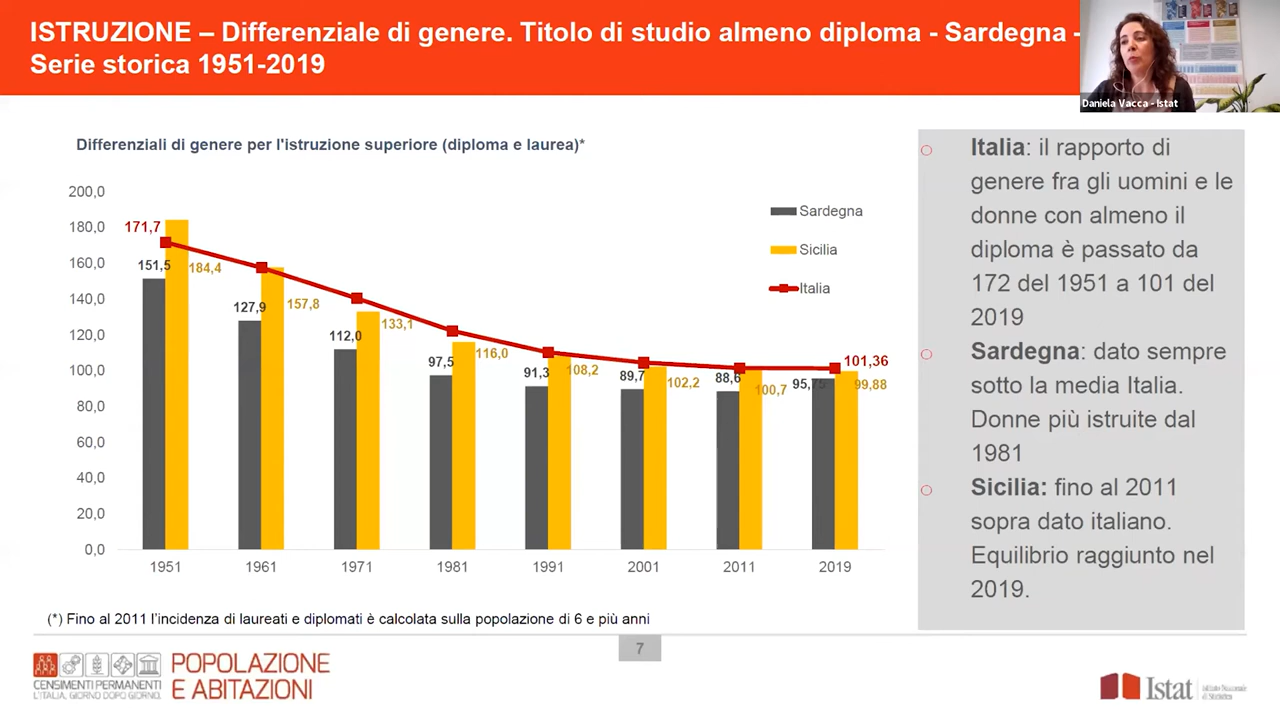 ISTRUZIONE – Differenziale di genere. Titolo di studio almeno diploma - Sardegna -
Serie storica 1951-2019
Daniela Vacca - Istat
Differenziali di genere per l'istruzione superiore (diploma e laurea)*
200,0
180,0
160,0
140,0
120,0
100,0
80,0
60,0
40,0
20,0
0,0
171,7
151,5
184,4
127,9
157,8
112,0
133,1
97,5
116,0
91,3
108,2
89,7
102,2
88,6
100,7
95,75
101,36
99,88
Sardegna
Sicilia
Italia
1951
1961
1971
1981
1991
2001
2011
2019
(*) Fino al 2011 l'incidenza di laureati e diplomati è calcolata sulla popolazione di 6 e più anni
Italia: il rapporto di
genere fra gli uomini e le
donne con almeno il
diploma è passato da
172 del 1951 a 101 del
2019
Sardegna: dato sempre
sotto la media Italia.
Donne più istruite dal
1981
Sicilia: fino al 2011
sopra dato italiano.
Equilibrio raggiunto nel
2019.
7
CENSIMENTI PERMANENTI
L'ITALIA, GIORNO DOPO GIORNO.
POPOLAZIONE
E ABITAZIONI
Istat
Istituto Nazionale
di Statistica